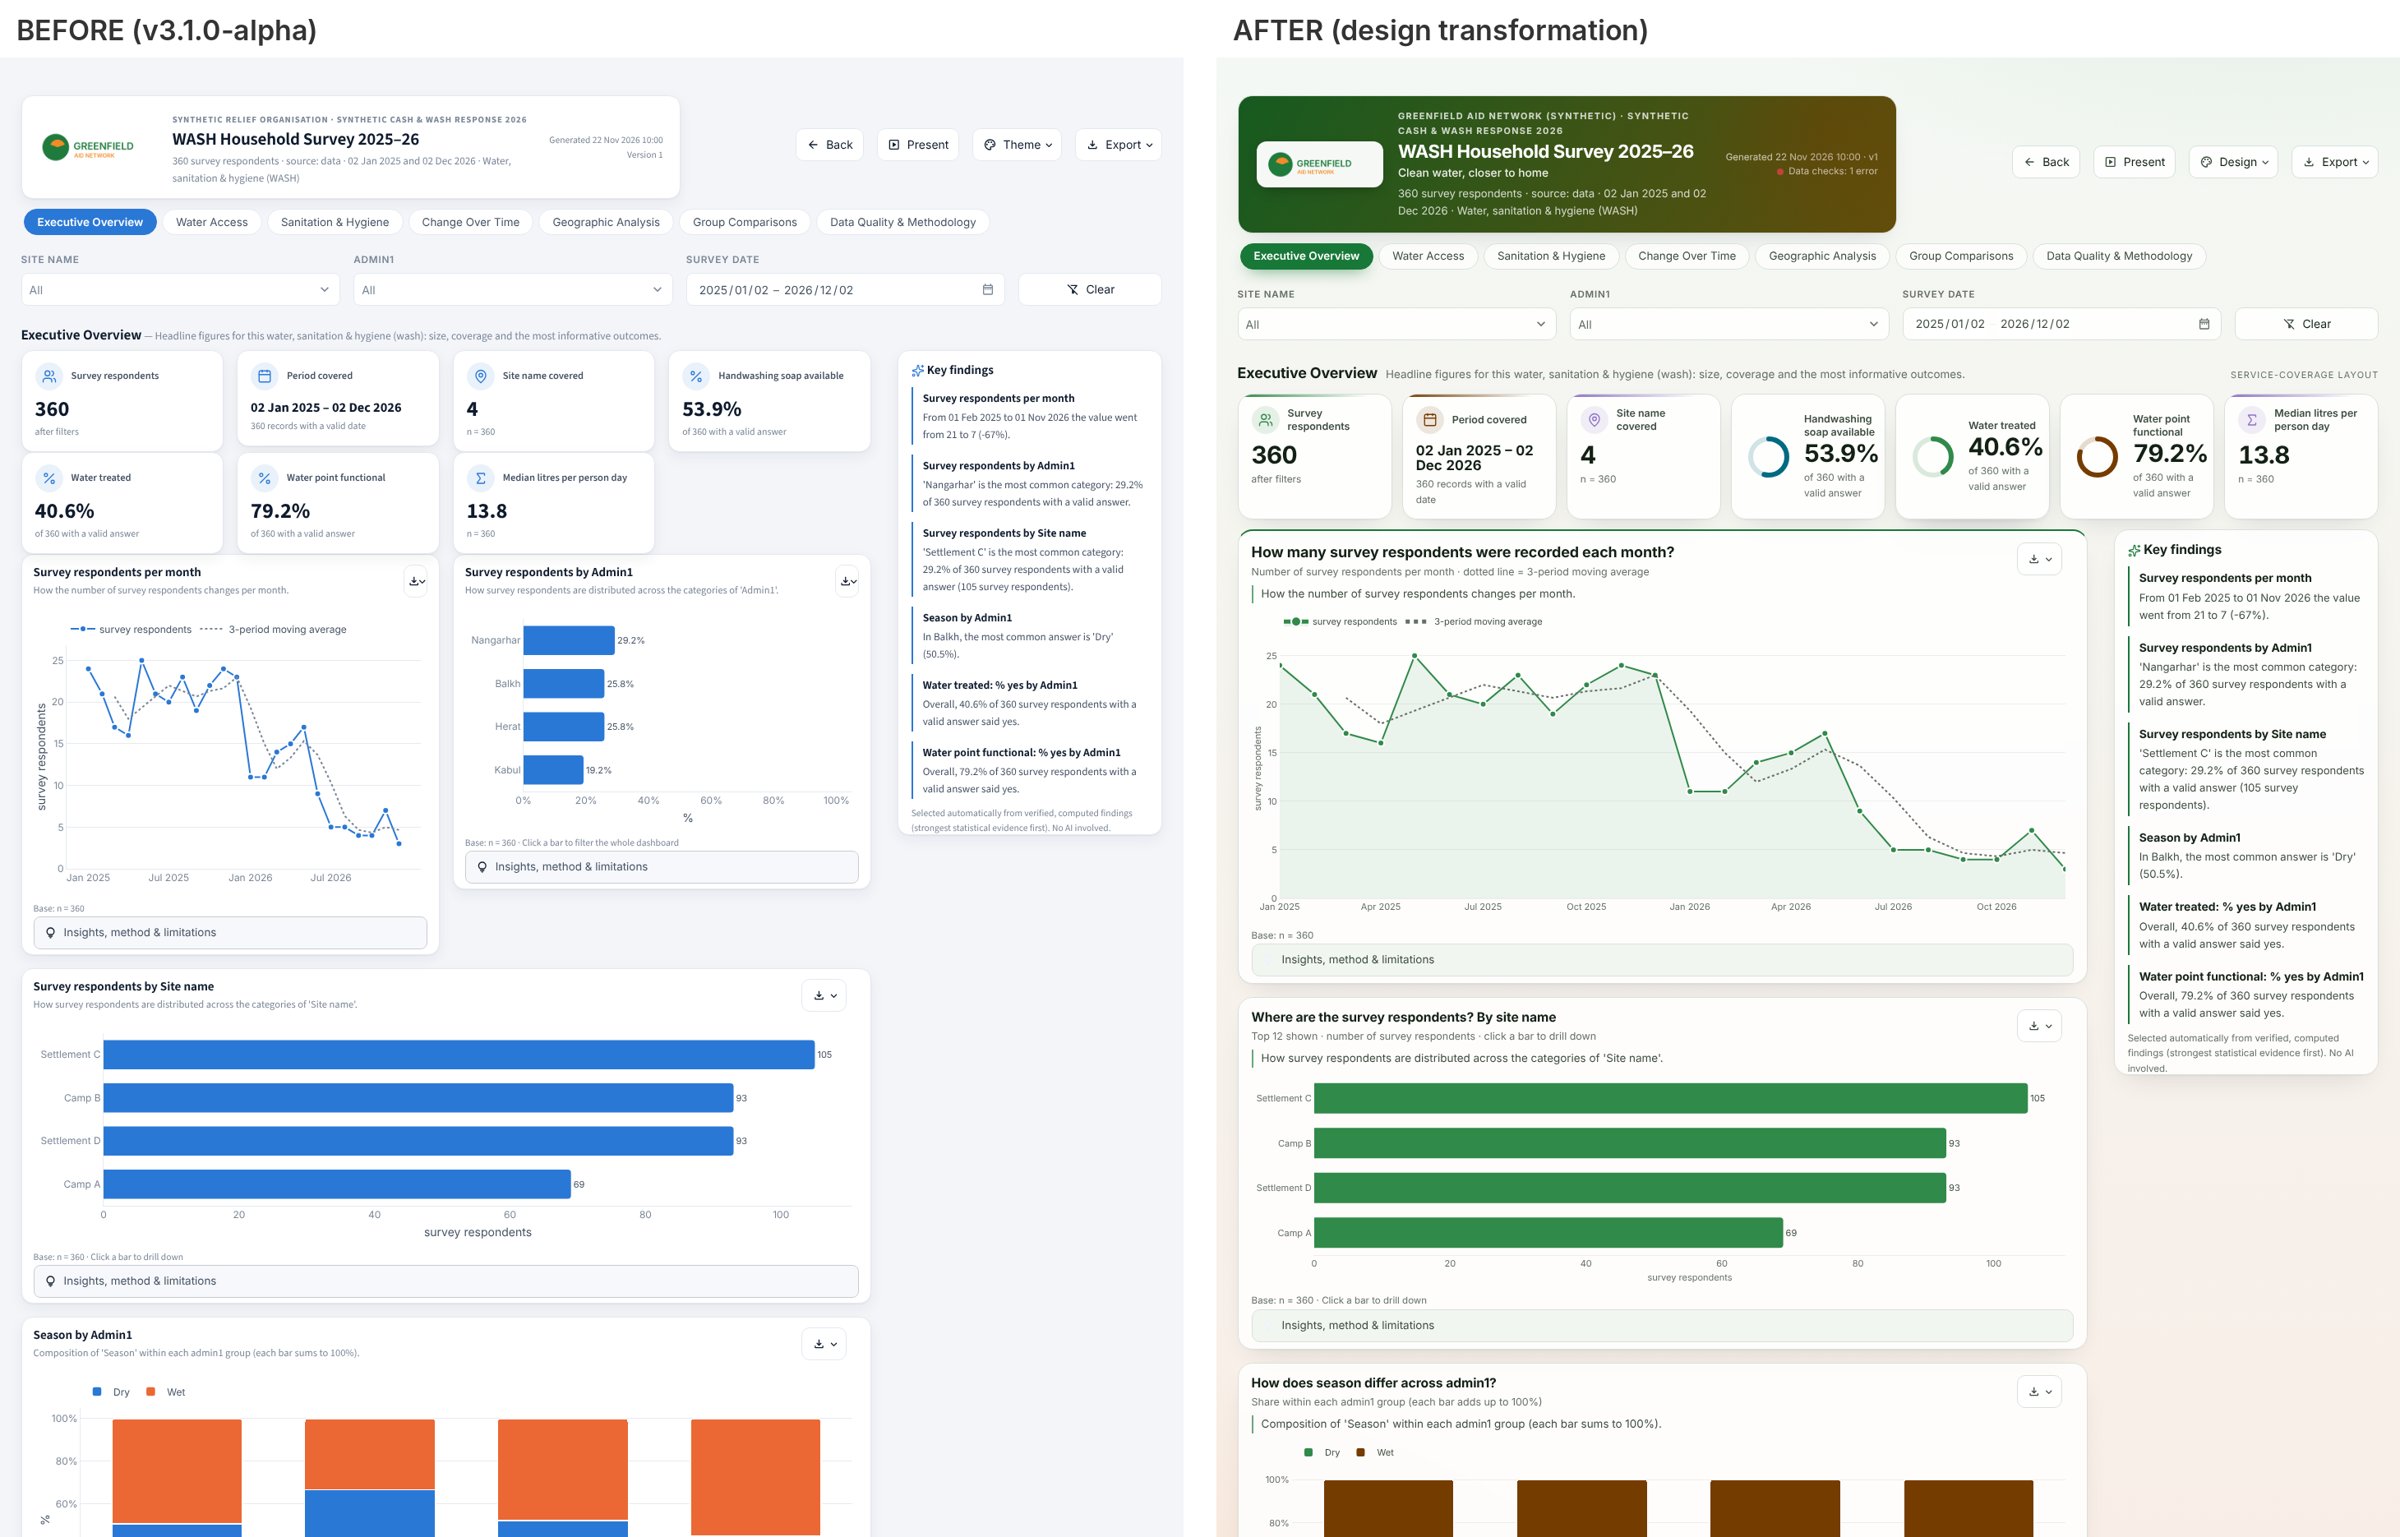 BEFORE (v3.1.0-alpha)
GREENFIELD
AID NETWORK
SYNTHETIC RELIEF ORGANISATION · SYNTHETIC CASH & WASH RESPONSE 2026
WASH Household Survey 2025–26
360 survey respondents · source: data · 02 Jan 2025 and 02 Dec 2026 · Water,
sanitation & hygiene (WASH)
Generated 22 Nov 2026 10:00
Version 1
Back
Present
Theme
Export
Executive Overview
Water Access
Sanitation & Hygiene
Change Over Time
Geographic Analysis
Group Comparisons
Data Quality & Methodology
SITE NAME
ADMIN1
SURVEY DATE
All
All
2025/01/02 – 2026/12/02
Clear
Executive Overview — Headline figures for this water, sanitation & hygiene (wash): size, coverage and the most informative outcomes.
Survey respondents
360
after filters
Period covered
02 Jan 2025 – 02 Dec 2026
360 records with a valid date
Site name covered
4
n = 360
Handwashing soap available
53.9%
of 360 with a valid answer
Water treated
40.6%
of 360 with a valid answer
Water point functional
79.2%
of 360 with a valid answer
Median litres per person day
13.8
n = 360
Key findings
Survey respondents per month
From 01 Feb 2025 to 01 Nov 2026 the value went
from 21 to 7 (-67%).
Survey respondents by Admin1
'Nangarhar' is the most common category: 29.2%
of 360 survey respondents with a valid answer.
Survey respondents by Site name
'Settlement C' is the most common category:
29.2% of 360 survey respondents with a valid
answer (105 survey respondents).
Season by Admin1
In Balkh, the most common answer is 'Dry'
(50.5%).
Water treated: % yes by Admin1
Overall, 40.6% of 360 survey respondents with a
valid answer said yes.
Water point functional: % yes by Admin1
Overall, 79.2% of 360 survey respondents with a
valid answer said yes.
Selected automatically from verified, computed findings
(strongest statistical evidence first). No AI involved.
Survey respondents per month
How the number of survey respondents changes per month.
survey respondents
3-period moving average
survey respondents
25
20
15
10
5
0
Jan 2025
Jul 2025
Jan 2026
Jul 2026
Base: n = 360
Insights, method & limitations
Survey respondents by Admin1
How survey respondents are distributed across the categories of 'Admin1'.
Nangarhar
29.2%
Balkh
25.8%
Herat
25.8%
Kabul
19.2%
0%
20%
40%
60%
80%
100%
%
Base: n = 360 · Click a bar to filter the whole dashboard
Insights, method & limitations
Survey respondents by Site name
How survey respondents are distributed across the categories of 'Site name'.
Settlement C
105
Camp B
93
Settlement D
93
Camp A
69
0
20
40
60
80
100
survey respondents
Base: n = 360 · Click a bar to drill down
Insights, method & limitations
Season by Admin1
Composition of 'Season' within each admin1 group (each bar sums to 100%).
Dry
Wet
100%
80%
60%
%
AFTER (design transformation)
GREENFIELD
AID NETWORK
GREENFIELD AID NETWORK (SYNTHETIC) · SYNTHETIC
CASH & WASH RESPONSE 2026
WASH Household Survey 2025–26
Clean water, closer to home
360 survey respondents · source: data · 02 Jan 2025 and 02
Dec 2026 · Water, sanitation & hygiene (WASH)
Generated 22 Nov 2026 10:00 · v1
Data checks: 1 error
Back
Present
Design
Export
Executive Overview
Water Access
Sanitation & Hygiene
Change Over Time
Geographic Analysis
Group Comparisons
Data Quality & Methodology
SITE NAME
ADMIN1
SURVEY DATE
All
All
2025/01/02 – 2026/12/02
Clear
Executive Overview Headline figures for this water, sanitation & hygiene (wash): size, coverage and the most informative outcomes.
SERVICE-COVERAGE LAYOUT
Survey
respondents
360
after filters
Period covered
02 Jan 2025 – 02
Dec 2026
360 records with a valid
date
Site name
covered
4
n = 360
Handwashing
soap available
53.9%
of 360 with a
valid answer
Water treated
40.6%
of 360 with a
valid answer
Water point
functional
79.2%
of 360 with a
valid answer
Median litres per
person day
13.8
n = 360
How many survey respondents were recorded each month?
Number of survey respondents per month · dotted line = 3-period moving average
How the number of survey respondents changes per month.
survey respondents
3-period moving average
survey respondents
25
20
15
10
5
0
Jan 2025
Apr 2025
Jul 2025
Oct 2025
Jan 2026
Apr 2026
Jul 2026
Oct 2026
Base: n = 360
Insights, method & limitations
Key findings
Survey respondents per month
From 01 Feb 2025 to 01 Nov 2026 the value
went from 21 to 7 (-67%).
Survey respondents by Admin1
'Nangarhar' is the most common category:
29.2% of 360 survey respondents with a
valid answer.
Survey respondents by Site name
'Settlement C' is the most common
category: 29.2% of 360 survey respondents
with a valid answer (105 survey
respondents).
Season by Admin1
In Balkh, the most common answer is 'Dry'
(50.5%).
Water treated: % yes by Admin1
Overall, 40.6% of 360 survey respondents
with a valid answer said yes.
Water point functional: % yes by Admin1
Overall, 79.2% of 360 survey respondents
with a valid answer said yes.
Selected automatically from verified, computed
findings (strongest statistical evidence first). No AI
involved.
Where are the survey respondents? By site name
Top 12 shown · number of survey respondents · click a bar to drill down
How survey respondents are distributed across the categories of 'Site name'.
Settlement C
105
Camp B
93
Settlement D
93
Camp A
69
0
20
40
60
80
100
survey respondents
Base: n = 360 · Click a bar to drill down
Insights, method & limitations
How does season differ across admin1?
Share within each admin1 group (each bar adds up to 100%)
Composition of 'Season' within each admin1 group (each bar sums to 100%).
Dry
Wet
100%
80%